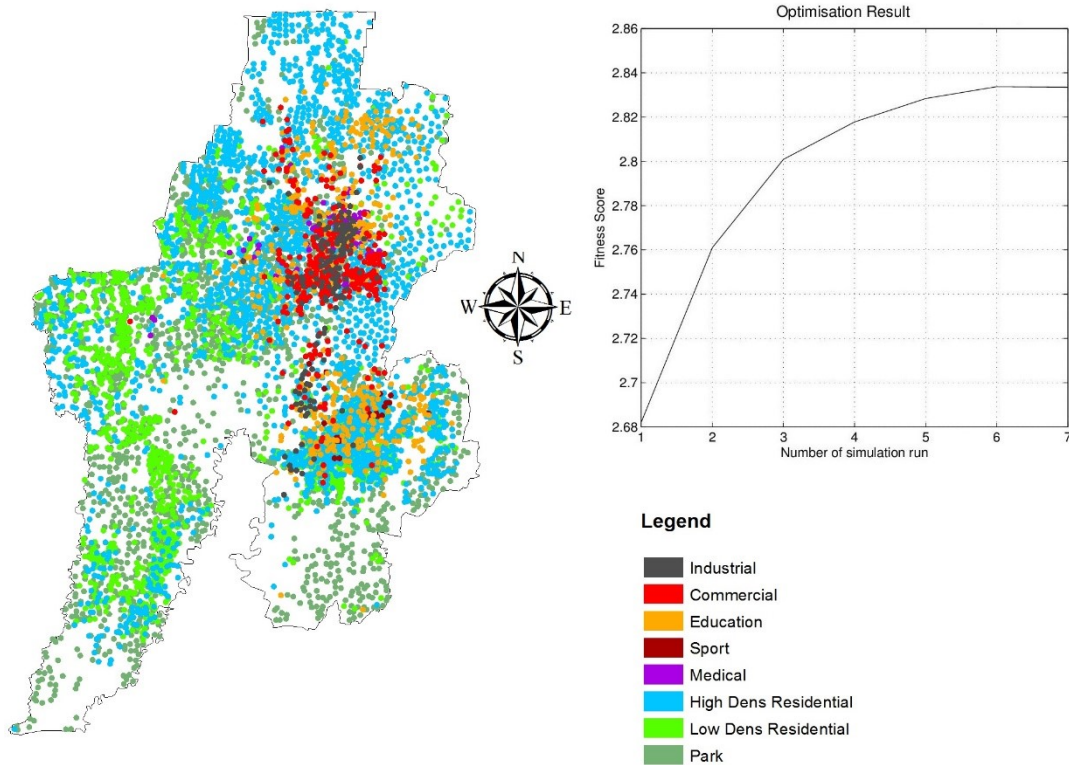 N
W E
S
Optimisation Result
Fitness Score
2.86
2.84
2.82
2.8
2.78
2.76
2.74
2.72
2.7
2.68
1 2 3 4 5 6 7
Number of simulation run
Legend
Industrial
Commercial
Education
Sport
Medical
High Dens Residential
Low Dens Residential
Park